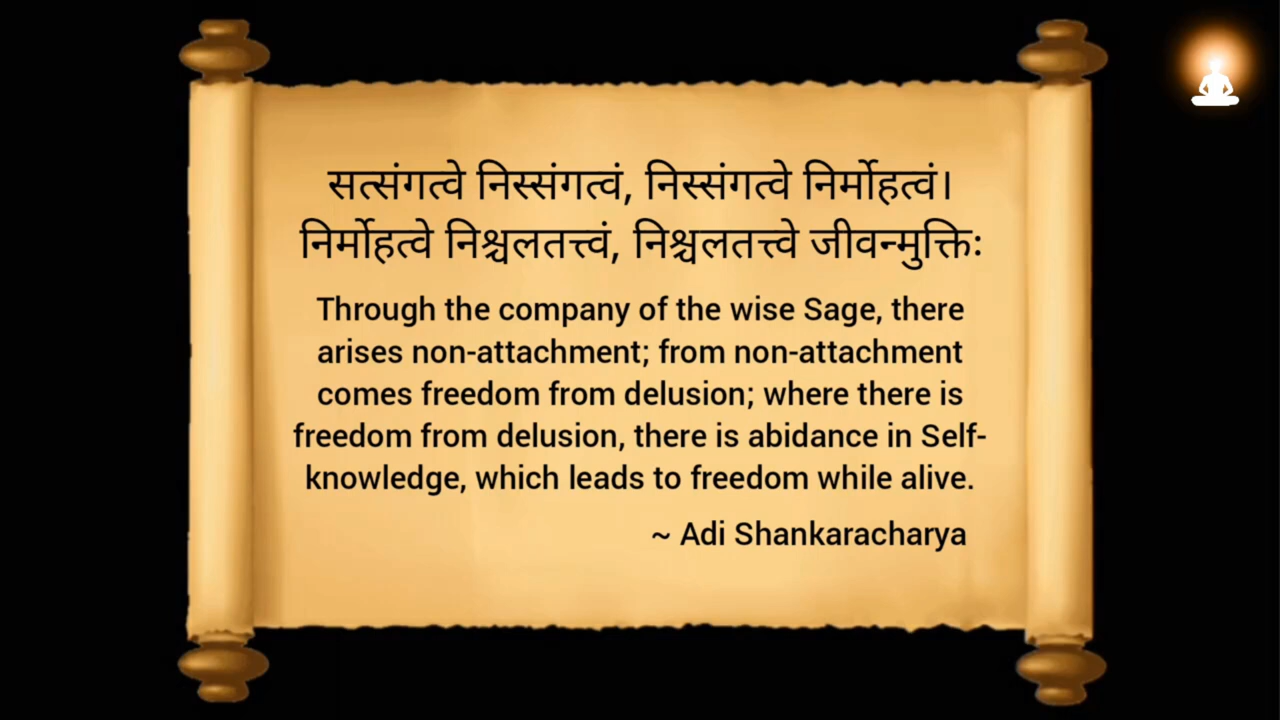 सत्संगत्वे निस्संगत्वं, निस्संगत्वे निर्मोहत्वं।
निर्मोहत्वे निश्चलतत्त्वं, निश्चलतत्त्वे जीवन्मुक्तिः
Through the company of the wise Sage, there
arises non-attachment; from non-attachment
comes freedom from delusion; where there is
freedom from delusion, there is abidance in Self-
knowledge, which leads to freedom while alive.
~ Adi Shankaracharya